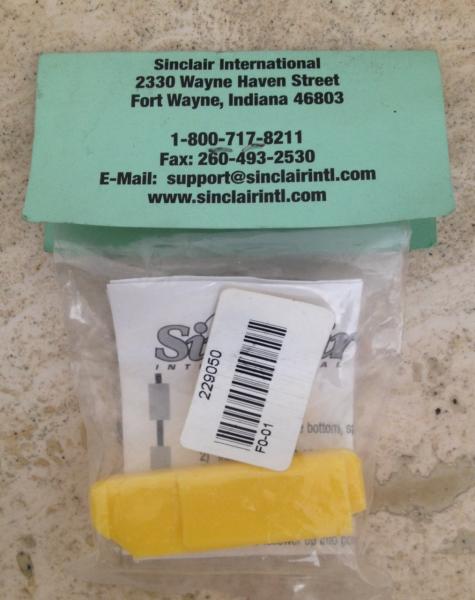 Sinclair International
2330 Wayne Haven Street
Fort Wayne, Indiana 46803
1-800-717-8211
Fax: 260-493-2530
E-Mail: support@sinclairintl.com
www.sinclairintl.com
229050
F0-01
bottom,